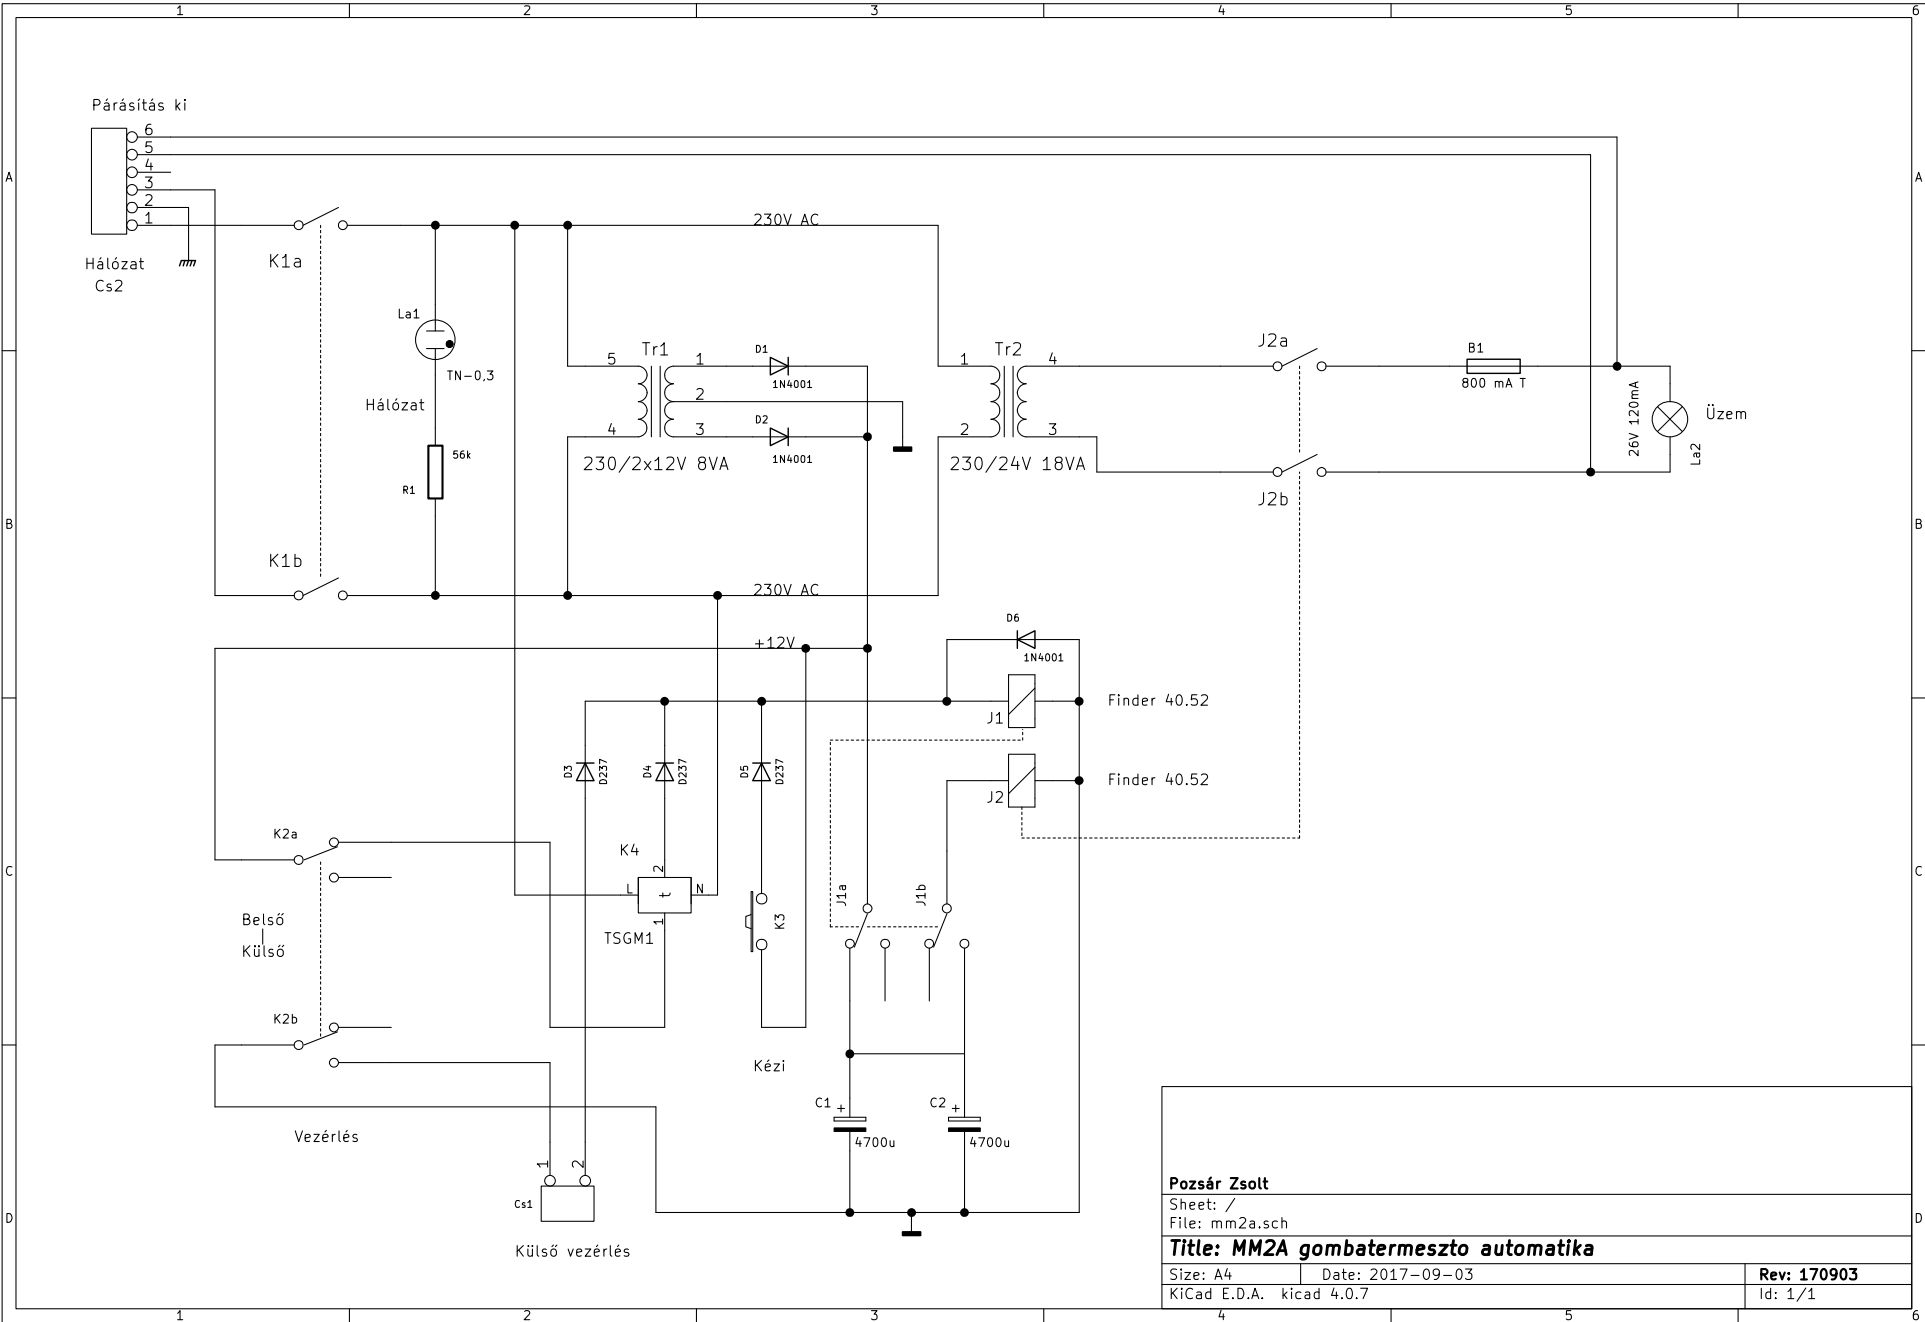 1 2 3 4 5 6
A A
B B
C C
D D
1 2 3 4 5 6
Párásítás ki
6
5
4
3
2
1
Hálózat
Cs2
K1a
K1b
230V AC
230V AC
La1
TN-0,3
Hálózat
56k
R1
Tr1
5
4
1
2
3
230/2x12V 8VA
D1
1N4001
D2
1N4001
Tr2
1
2
4
3
230/24V 18VA
J2a
J2b
B1
800 mA T
26V 120mA
La2
Üzem
+12V
D6
1N4001
J1
Finder 40.52
J2
Finder 40.52
D3
D237
D4
D237
D5
D237
K2a
Belső
Külső
K2b
Vezérlés
K4
2
L
t
N
1
TSGM1
K3
Kézi
J1a
J1b
C1
+
4700u
C2
+
4700u
1
2
Cs1
Külső vezérlés
Pozsár Zsolt
Sheet: /
File: mm2a.sch
Title: MM2A gombatermeszto automatika
Size: A4 Date: 2017-09-03 Rev: 170903
KiCad E.D.A. kicad 4.0.7 Id: 1/1